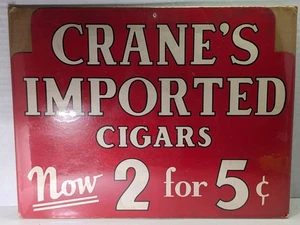 CRANE'S
IMPORTED
CIGARS
Now 2 for 5¢